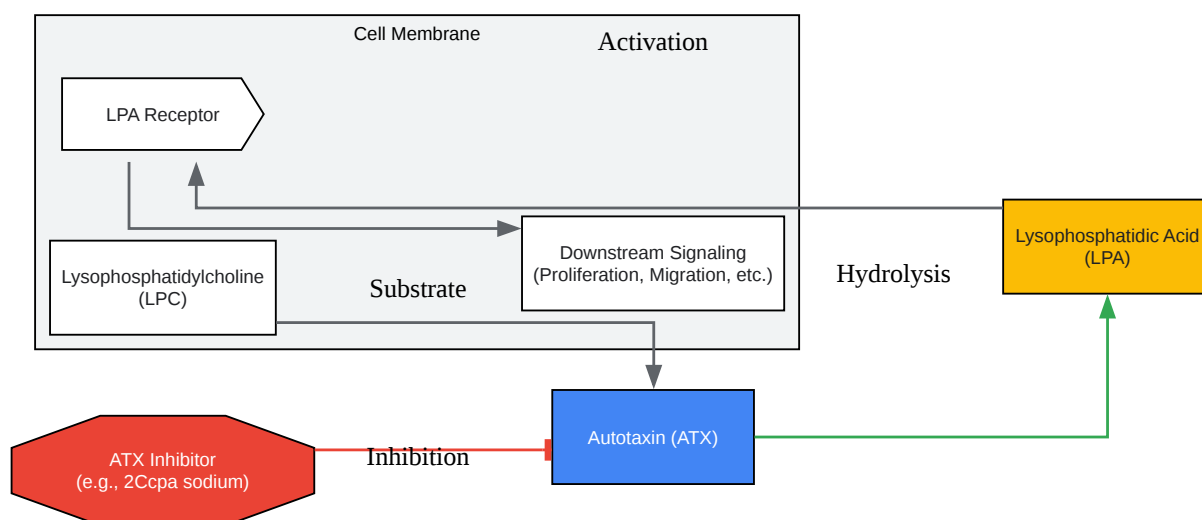 Cell Membrane
Activation
LPA Receptor
Lysophosphatidic Acid
(LPA)
Downstream Signaling
(Proliferation, Migration, etc.)
Hydrolysis
Lysophosphatidylcholine
(LPC)
Substrate
Autotaxin (ATX)
Inhibition
ATX Inhibitor
(e.g., 2Ccpa sodium)